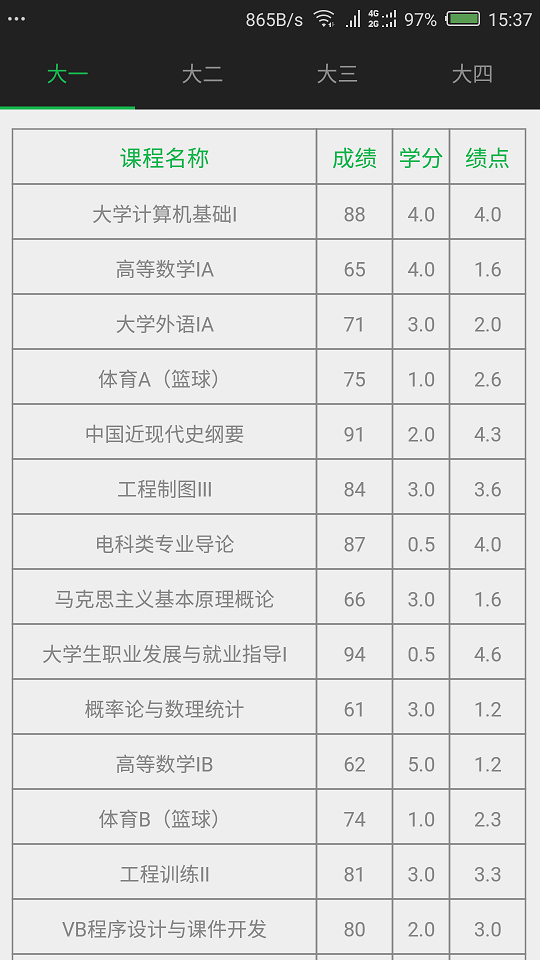 865B/s 4G 2G 97% 15:37
大一 大二 大三 大四
课程名称 成绩 学分 绩点
大学计算机基础I 88 4.0 4.0
高等数学IA 65 4.0 1.6
大学外语IA 71 3.0 2.0
体育A（篮球） 75 1.0 2.6
中国近现代史纲要 91 2.0 4.3
工程制图III 84 3.0 3.6
电科类专业导论 87 0.5 4.0
马克思主义基本原理概论 66 3.0 1.6
大学生职业发展与就业指导I 94 0.5 4.6
概率论与数理统计 61 3.0 1.2
高等数学IB 62 5.0 1.2
体育B（篮球） 74 1.0 2.3
工程训练II 81 3.0 3.3
VB程序设计与课件开发 80 2.0 3.0